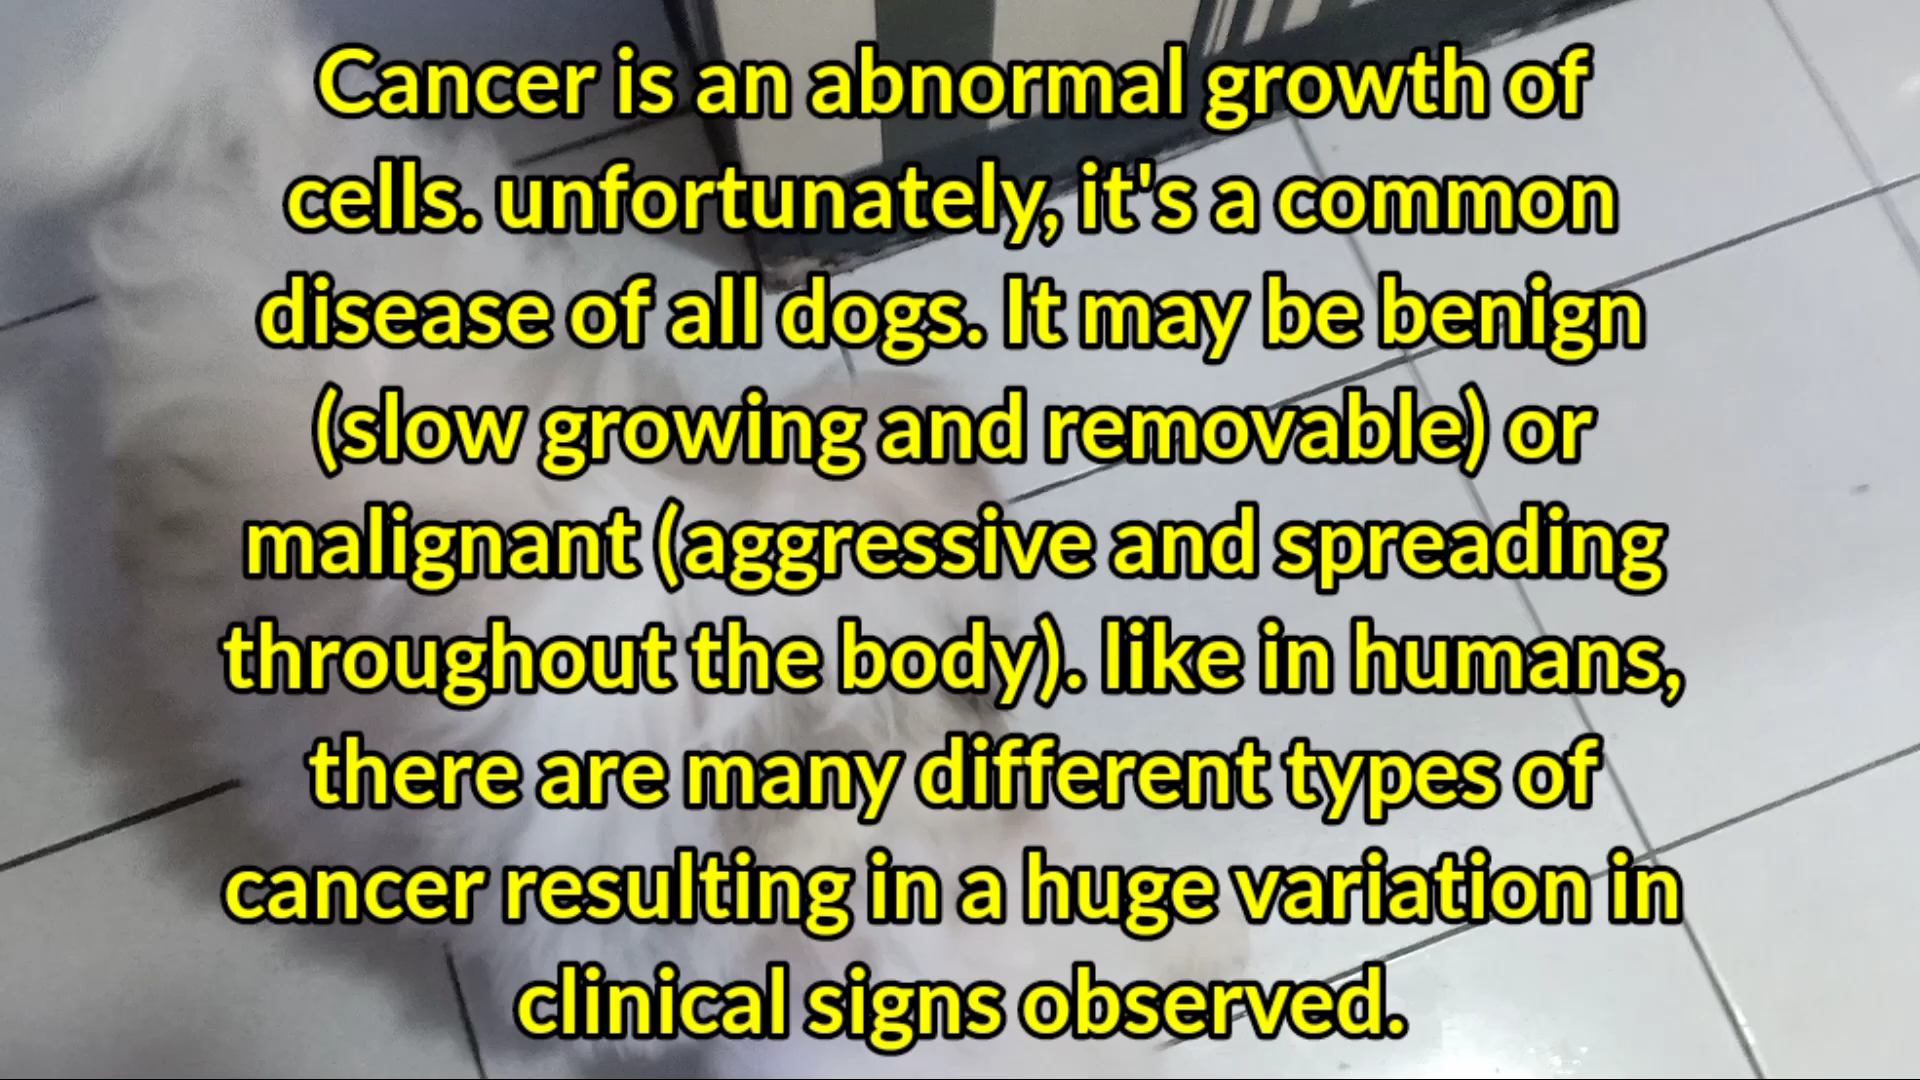 Cancer is an abnormal growth of
cells. unfortunately, it's a common
disease of all dogs. It may be benign
(slow growing and removable) or
malignant (aggressive and spreading
throughout the body). like in humans,
there are many different types of
cancer resulting in a huge variation in
clinical signs observed.